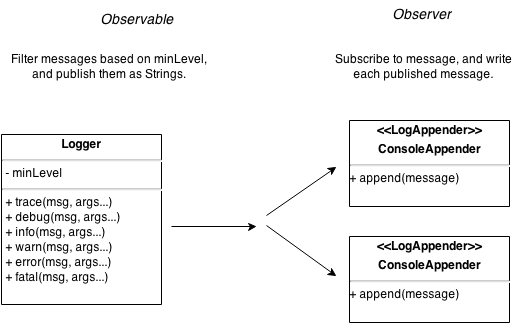 Observable
Filter messages based on minLevel,
and publish them as Strings.
Logger
- minLevel
+ trace(msg, args...)
+ debug(msg, args...)
+ info(msg, args...)
+ warn(msg, args...)
+ error(msg, args...)
+ fatal(msg, args...)
Observer
Subscribe to message, and write
each published message.
<<LogAppender>>
ConsoleAppender
+ append(message)
<<LogAppender>>
ConsoleAppender
+ append(message)